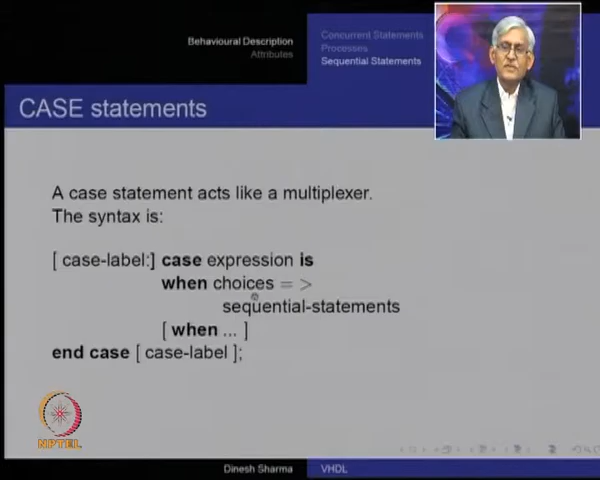 Behavioural Description
Attributes
Concurrent Statements
Processes
Sequential Statements
CASE statements
A case statement acts like a multiplexer.
The syntax is:
[ case-label:] case expression is
when choices = >
sequential-statements
[ when ... ]
end case [ case-label ];
NPTEL
Dinesh Sharma
VHDL